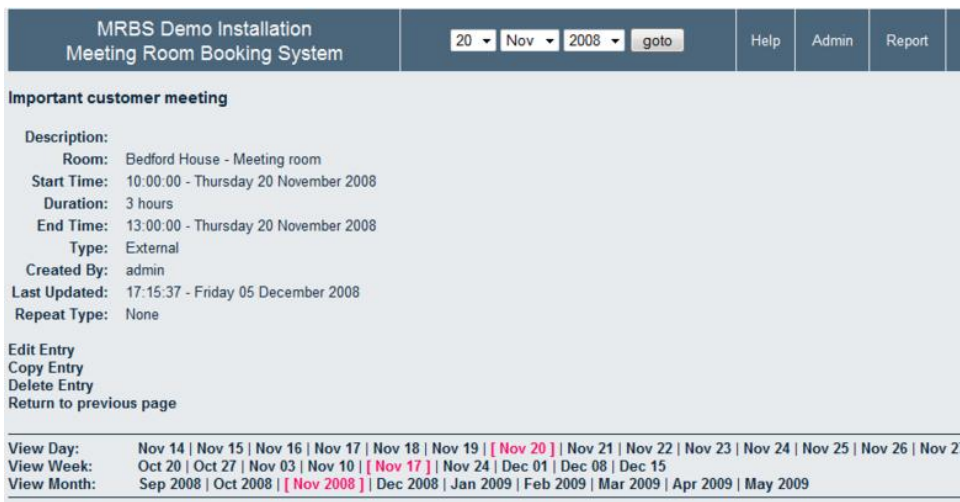 MRBS Demo Installation
Meeting Room Booking System
20 Nov 2008 goto
Help Admin Report
Important customer meeting
Description:
Room: Bedford House - Meeting room
Start Time: 10:00:00 - Thursday 20 November 2008
Duration: 3 hours
End Time: 13:00:00 - Thursday 20 November 2008
Type: External
Created By: admin
Last Updated: 17:15:37 - Friday 05 December 2008
Repeat Type: None
Edit Entry
Copy Entry
Delete Entry
Return to previous page
View Day: Nov 14 | Nov 15 | Nov 16 | Nov 17 | Nov 18 | Nov 19 | [ Nov 20 ] | Nov 21 | Nov 22 | Nov 23 | Nov 24 | Nov 25 | Nov 26 | Nov
View Week: Oct 20 | Oct 27 | Nov 03 | Nov 10 | [ Nov 17 ] | Nov 24 | Dec 01 | Dec 08 | Dec 15
View Month: Sep 2008 | Oct 2008 | [ Nov 2008 ] | Dec 2008 | Jan 2009 | Feb 2009 | Mar 2009 | Apr 2009 | May 2009